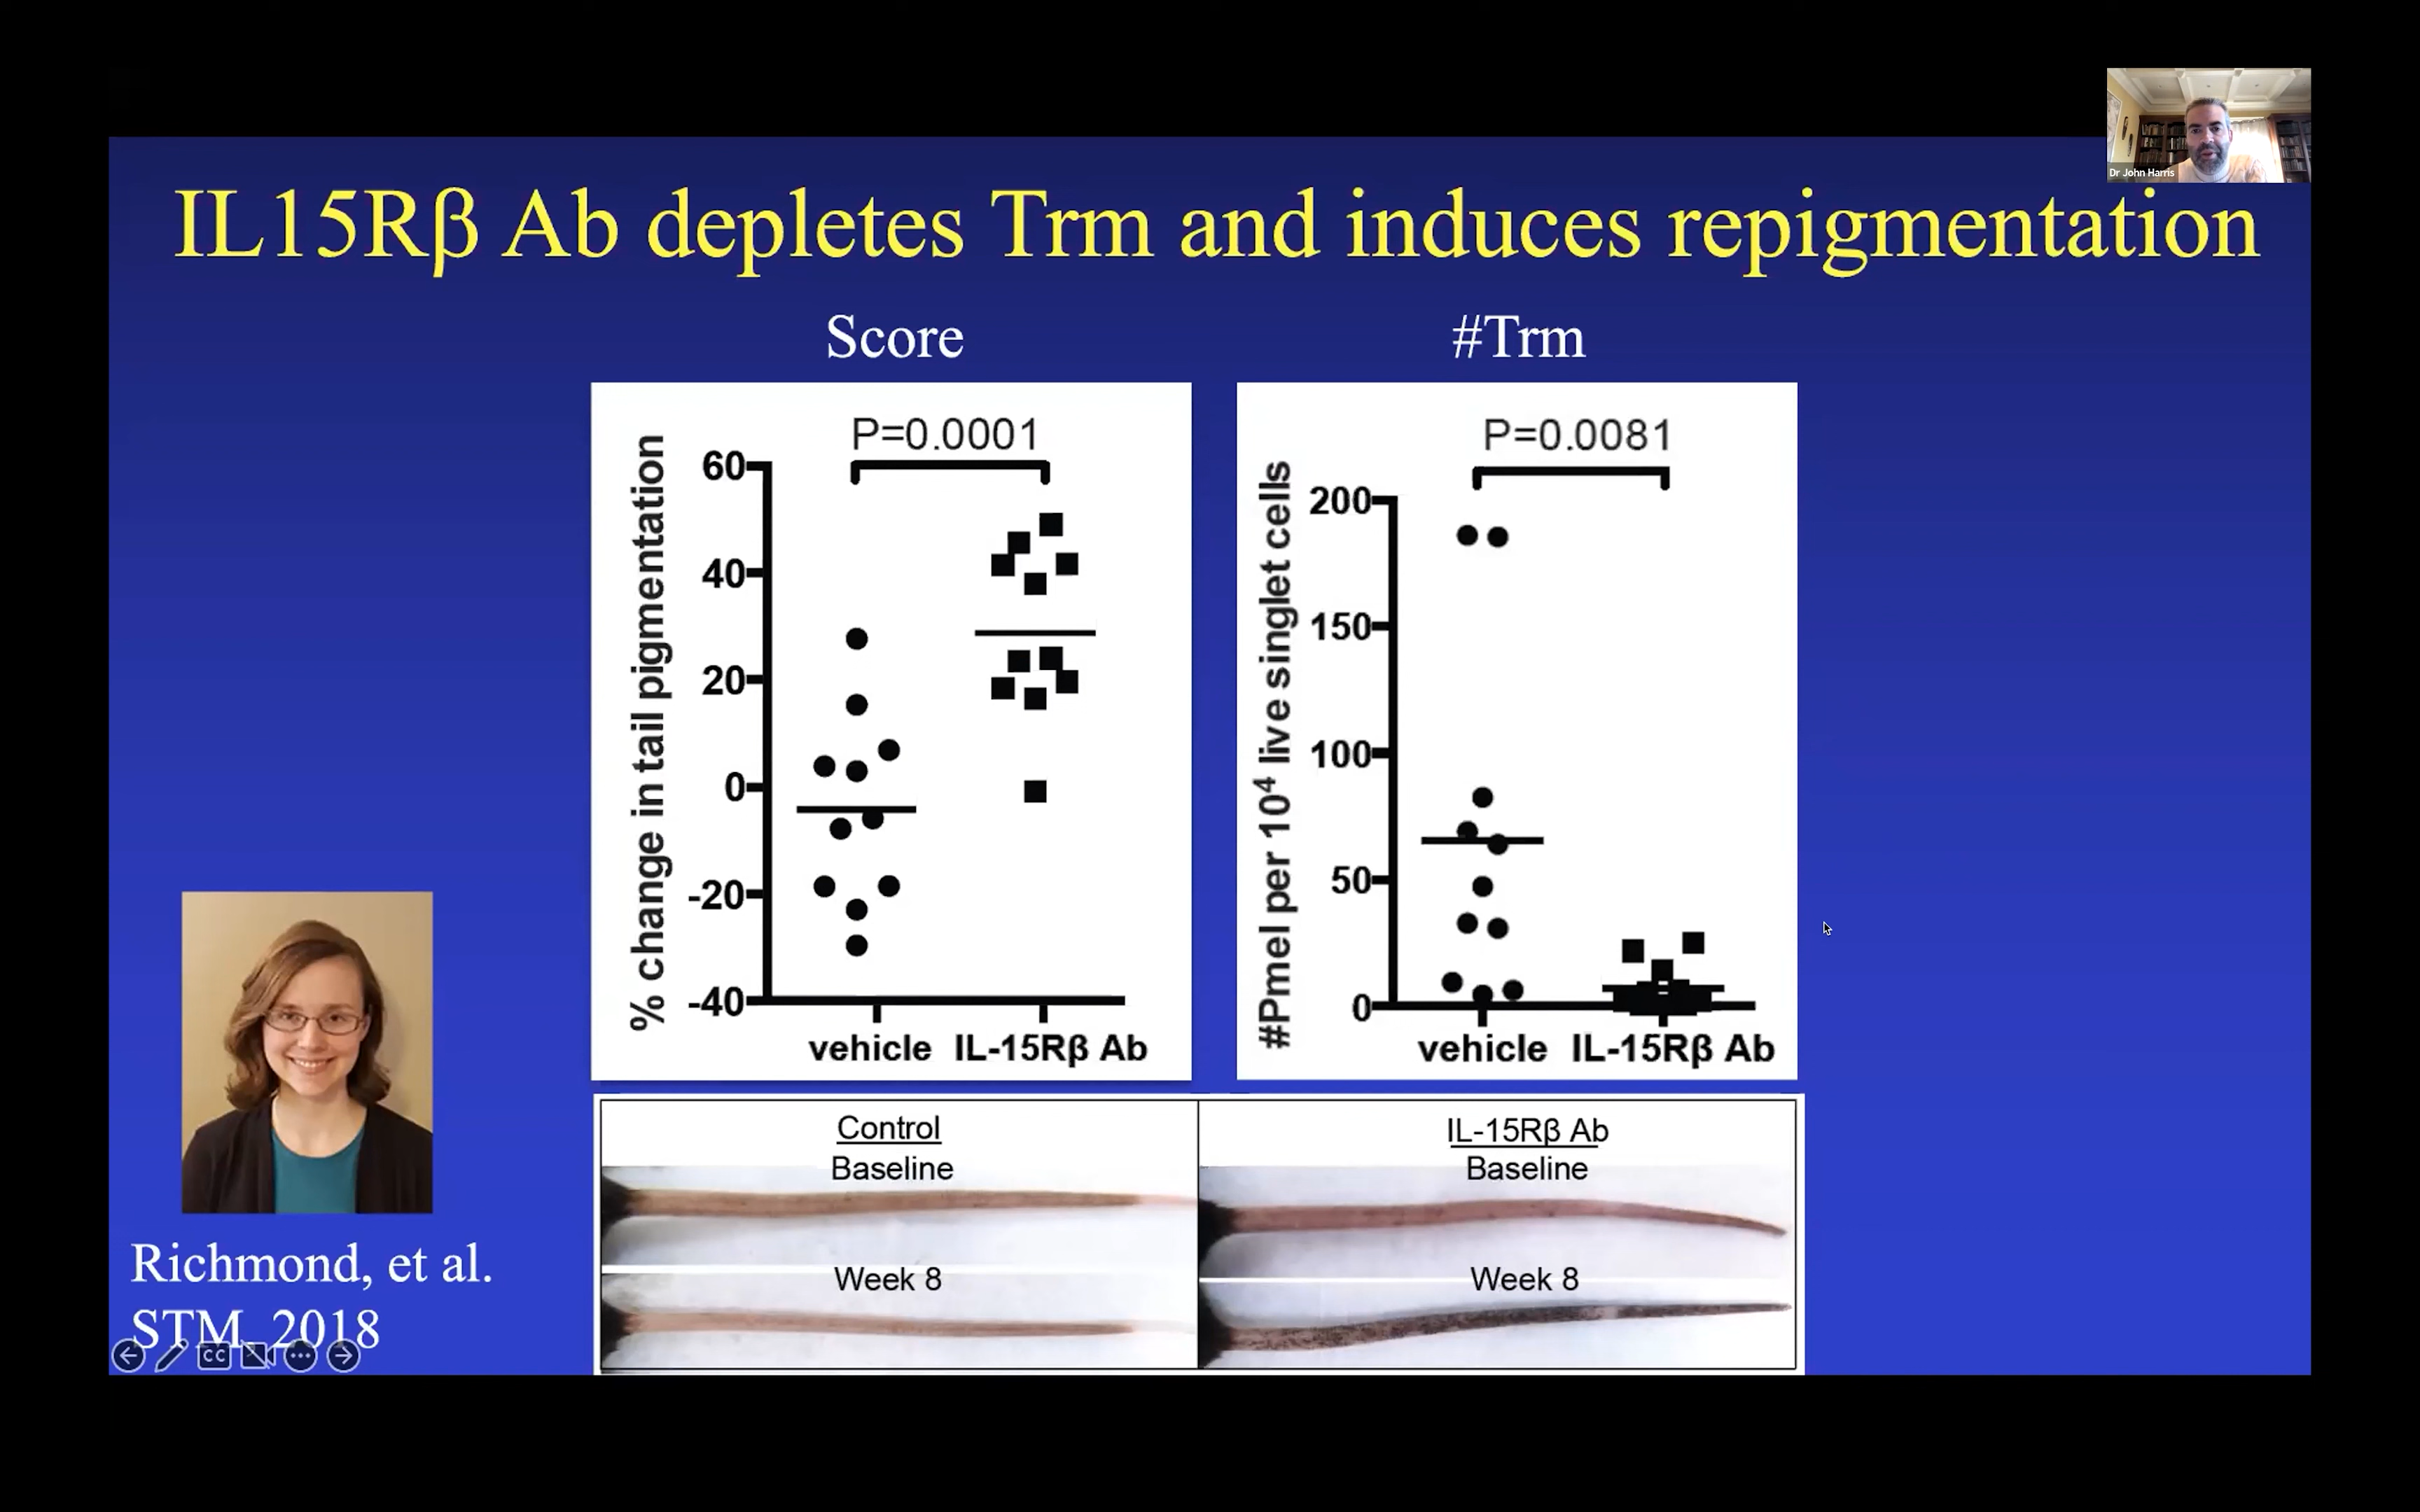 Dr John Harris
IL15Rβ Ab depletes Trm and induces repigmentation
Score
#Trm
P=0.0001
% change in tail pigmentation
60
40
20
0
-20
-40
vehicle
IL-15Rβ Ab
P=0.0081
#Pmel per 10⁴ live singlet cells
200
150
100
50
0
vehicle
IL-15Rβ Ab
Control
Baseline
Week 8
IL-15Rβ Ab
Baseline
Week 8
Richmond, et al.
STM, 2018
CC